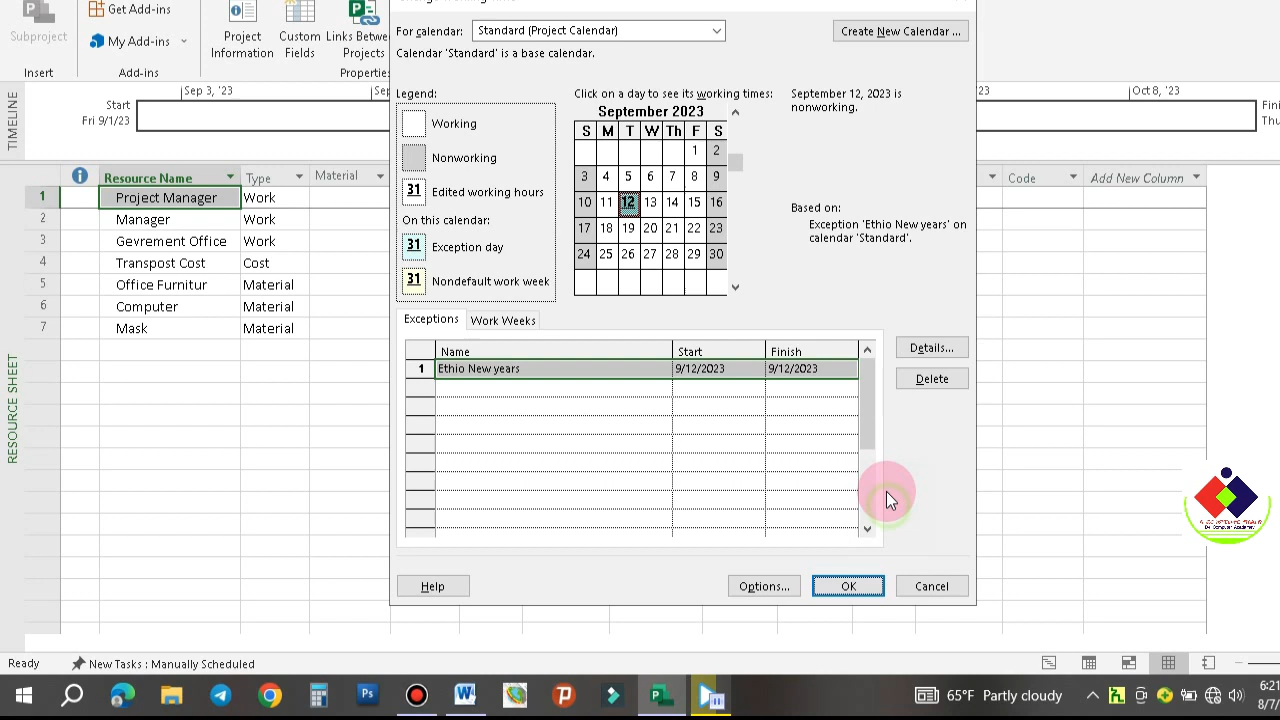 Subproject
Get Add-ins
My Add-ins
Project Information
Custom Fields
Links Between Projects
Insert
Add-ins
Properties
TIMELINE
Start
Fri 9/1/23
Sep 3, '23
Oct 8, '23
RESOURCE SHEET
Resource Name Type Material Code Add New Column
1 Project Manager Work
2 Manager Work
3 Gevrement Office Work
4 Transpost Cost Cost
5 Office Furnitur Material
6 Computer Material
7 Mask Material
For calendar: Standard (Project Calendar) Create New Calendar ...
Calendar 'Standard' is a base calendar.
Legend:
Working
Nonworking
31 Edited working hours
On this calendar:
31 Exception day
31 Nondefault work week
Click on a day to see its working times:
September 2023
S M T W Th F S
1 2
3 4 5 6 7 8 9
10 11 12 13 14 15 16
17 18 19 20 21 22 23
24 25 26 27 28 29 30
September 12, 2023 is
nonworking.
Based on:
Exception 'Ethio New years' on
calendar 'Standard'.
Exceptions Work Weeks
Name Start Finish
1 Ethio New years 9/12/2023 9/12/2023
Details...
Delete
Help Options... OK Cancel
Ready New Tasks : Manually Scheduled
65°F Partly cloudy
6:21
8/7/